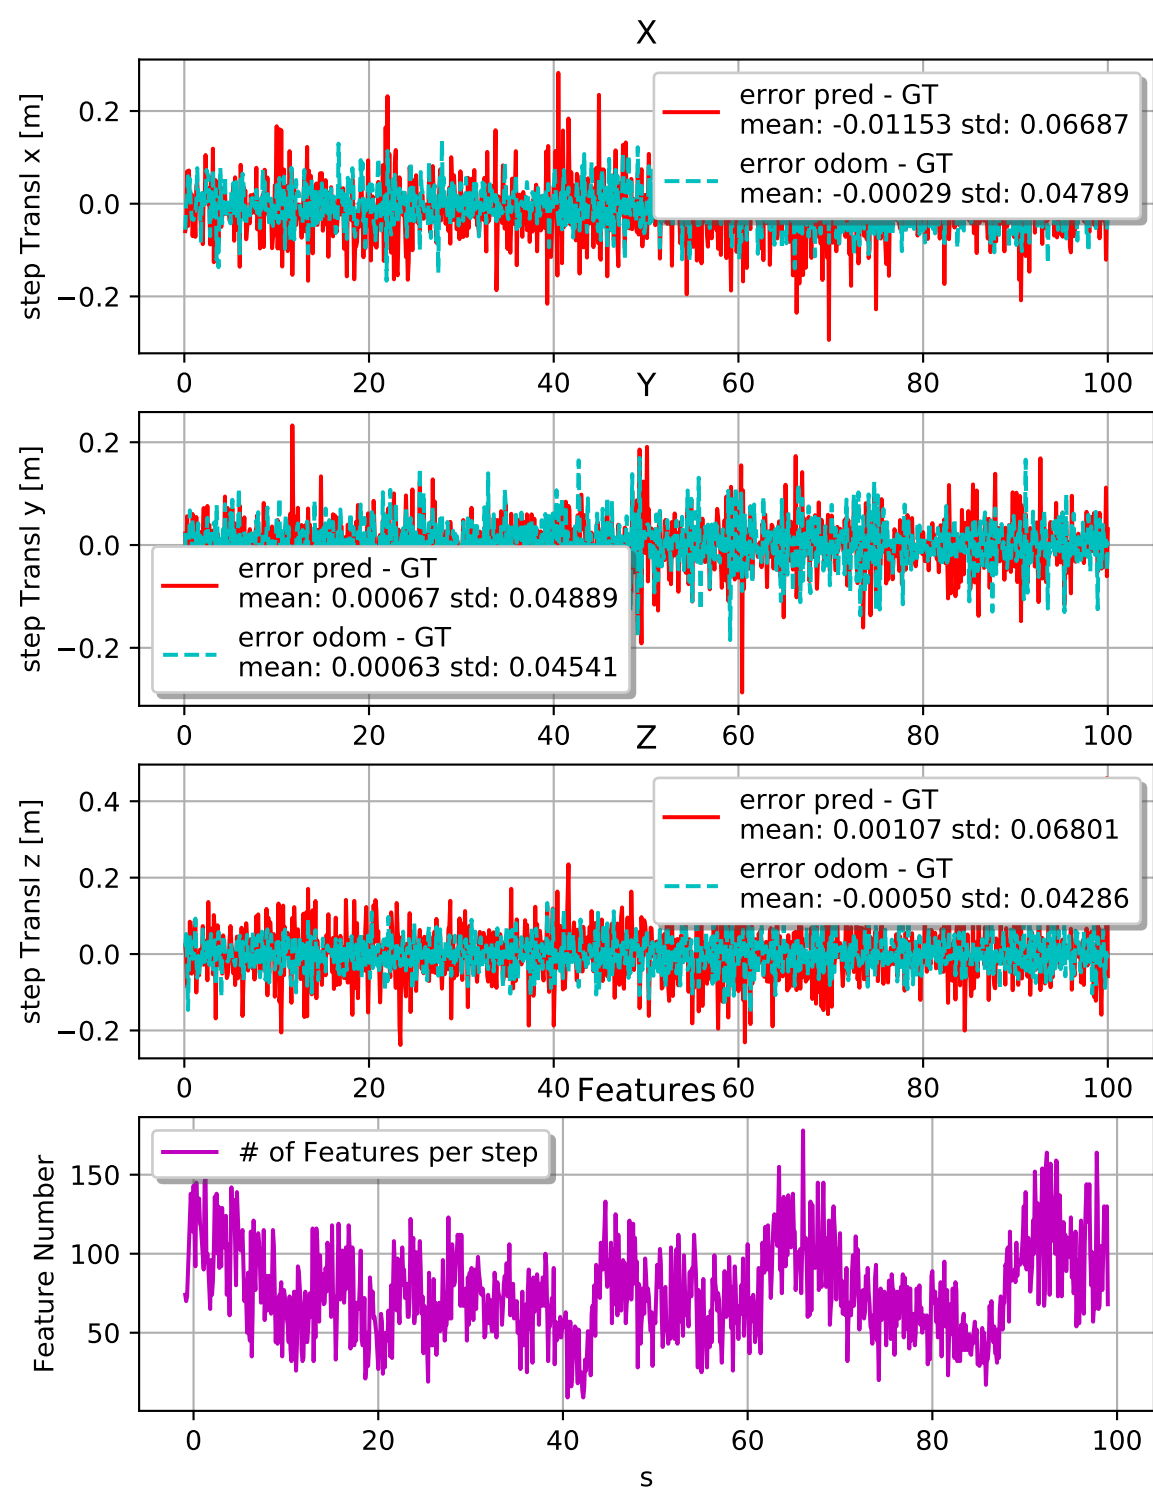 X
step Transl x [m]
0.2
0.0
−0.2
error pred - GT
mean: -0.01153 std: 0.06687
error odom - GT
mean: -0.00029 std: 0.04789
0 20 40 60 80 100
Y
step Transl y [m]
0.2
0.0
−0.2
error pred - GT
mean: 0.00067 std: 0.04889
error odom - GT
mean: 0.00063 std: 0.04541
0 20 40 60 80 100
Z
step Transl z [m]
0.4
0.2
0.0
−0.2
error pred - GT
mean: 0.00107 std: 0.06801
error odom - GT
mean: -0.00050 std: 0.04286
0 20 40 60 80 100
Features
Feature Number
150
100
50
# of Features per step
0 20 40 60 80 100
s